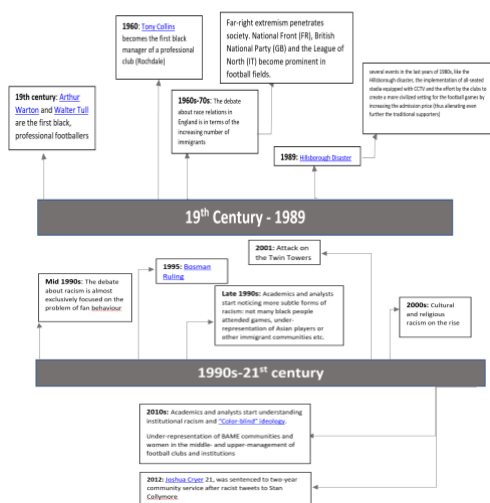 1960: Tony Collins
becomes the first black
manager of a professional
club (Rochdale)
Far-right extremism penetrates
society. National Front (FR), British
National Party (GB) and the League of
North (IT) become prominent in
football fields.
several events in the last years of 1980s, like the
Hillsborough disaster, the implementation of all-seated
stadia equipped with CCTV and the effort by the clubs to
create a more civilized setting for the football games by
increasing the admission price (thus alienating even
further the traditional supporters)
19th century: Arthur
Warton and Walter Tull
are the first black,
professional footballers
1960s-70s: The debate
about race relations in
England is in terms of the
increasing number of
immigrants
1989: Hillsborough Disaster
19th Century - 1989
2001: Attack on
the Twin Towers
1995: Bosman
Ruling
Mid 1990s: The debate
about racism is almost
exclusively focused on the
problem of fan behaviour
Late 1990s: Academics and analysts
start noticing more subtle forms of
racism: not many black people
attended games, under-
representation of Asian players or
other immigrant communities etc.
2000s: Cultural
and religious
racism on the rise
1990s-21st century
2010s: Academics and analysts start understanding
institutional racism and "Color-blind" ideology.
Under-representation of BAME communities and
women in the middle- and upper-management of
football clubs and institutions
2012: Joshua Cryer 21, was sentenced to two-year
community service after racist tweets to Stan
Collymore.